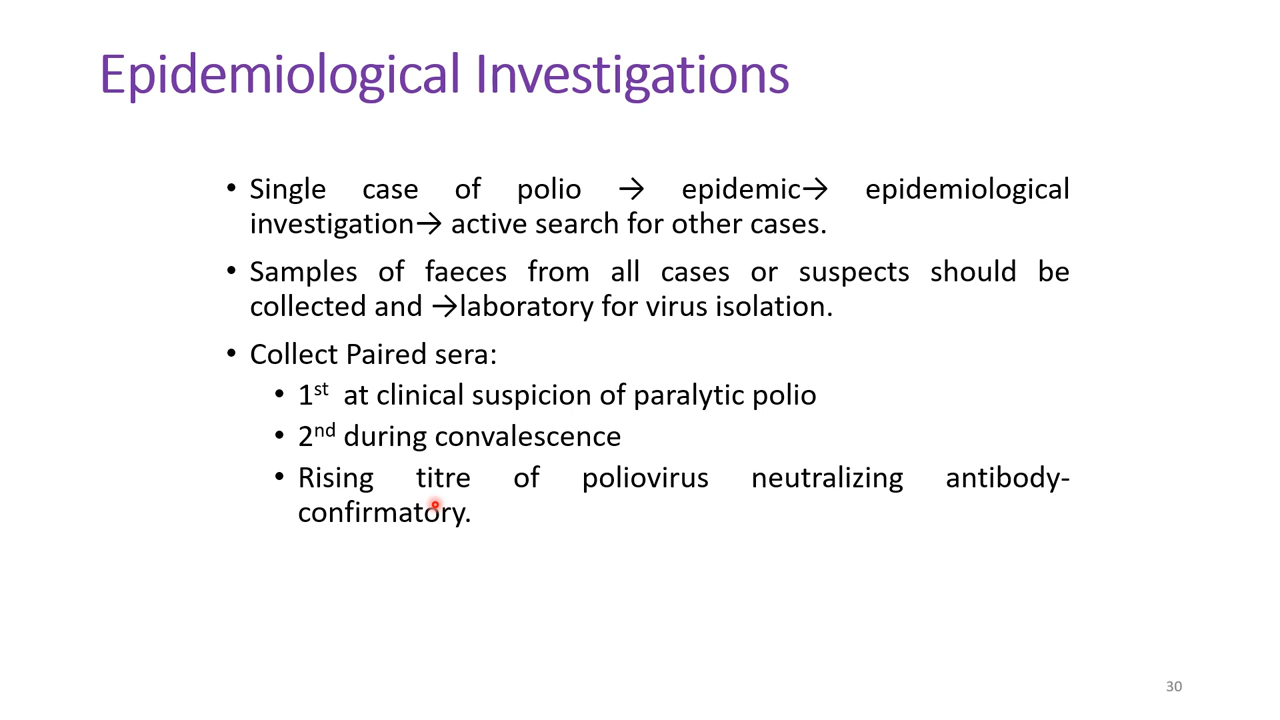 Epidemiological Investigations
• Single case of polio → epidemic→ epidemiological
investigation→ active search for other cases.
• Samples of faeces from all cases or suspects should be
collected and →laboratory for virus isolation.
• Collect Paired sera:
• 1st at clinical suspicion of paralytic polio
• 2nd during convalescence
• Rising titre of poliovirus neutralizing antibody-
confirmatory.
30